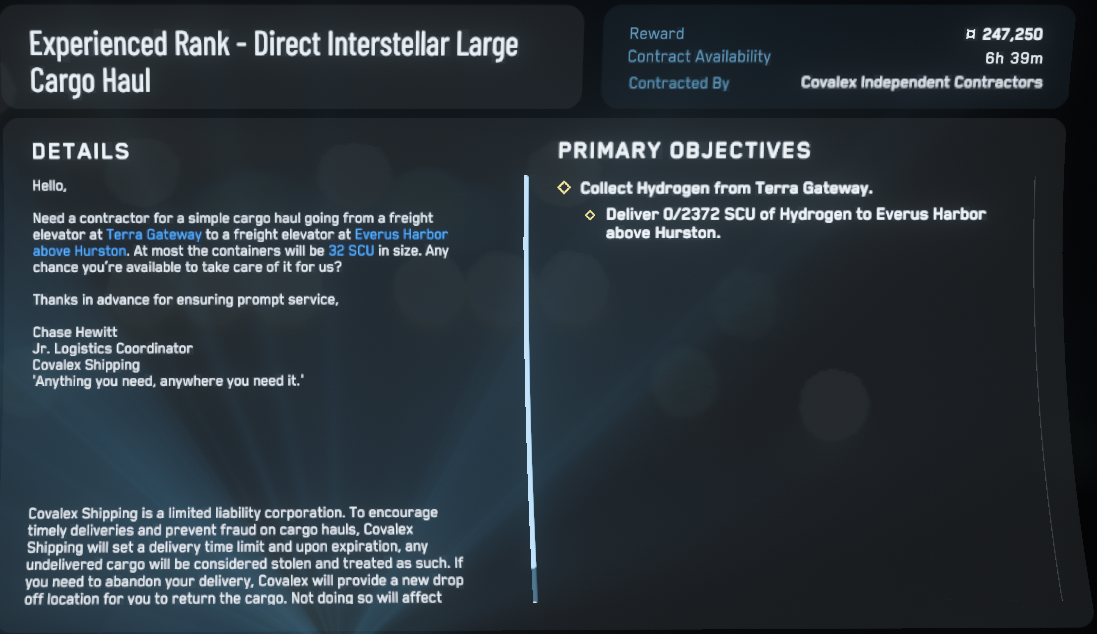 Experienced Rank - Direct Interstellar Large
Cargo Haul
Reward ¤ 247,250
Contract Availability 6h 39m
Contracted By Covalex Independent Contractors
DETAILS
Hello,
Need a contractor for a simple cargo haul going from a freight
elevator at Terra Gateway to a freight elevator at Everus Harbor
above Hurston. At most the containers will be 32 SCU in size. Any
chance you're available to take care of it for us?
Thanks in advance for ensuring prompt service,
Chase Hewitt
Jr. Logistics Coordinator
Covalex Shipping
'Anything you need, anywhere you need it.'
Covalex Shipping is a limited liability corporation. To encourage
timely deliveries and prevent fraud on cargo hauls, Covalex
Shipping will set a delivery time limit and upon expiration, any
undelivered cargo will be considered stolen and treated as such. If
you need to abandon your delivery, Covalex will provide a new drop
off location for you to return the cargo. Not doing so will affect
PRIMARY OBJECTIVES
Collect Hydrogen from Terra Gateway.
Deliver 0/2372 SCU of Hydrogen to Everus Harbor
above Hurston.